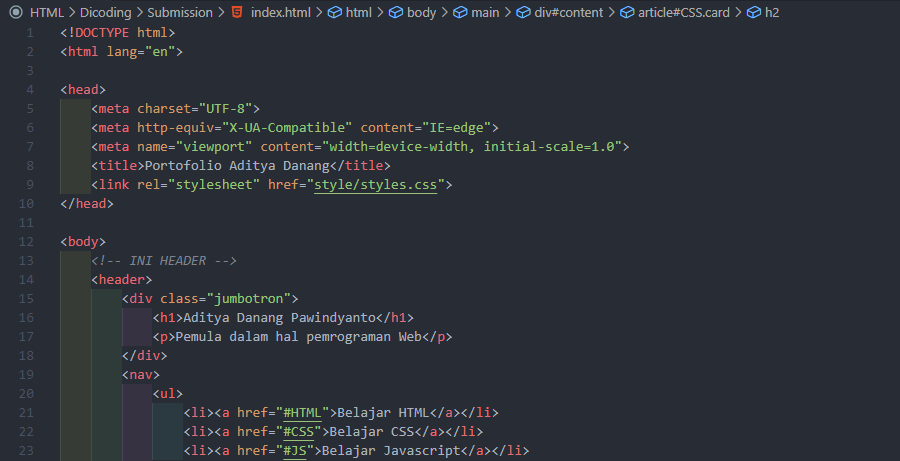 HTML > Dicoding > Submission > index.html > html > body > main > div#content > article#CSS.card > h2
1 <!DOCTYPE html>
2 <html lang="en">
3
4 <head>
5     <meta charset="UTF-8">
6     <meta http-equiv="X-UA-Compatible" content="IE=edge">
7     <meta name="viewport" content="width=device-width, initial-scale=1.0">
8     <title>Portofolio Aditya Danang</title>
9     <link rel="stylesheet" href="style/styles.css">
10 </head>
11
12 <body>
13     <!-- INI HEADER -->
14     <header>
15         <div class="jumbotron">
16             <h1>Aditya Danang Pawindyanto</h1>
17             <p>Pemula dalam hal pemrograman Web</p>
18         </div>
19         <nav>
20             <ul>
21                 <li><a href="#HTML">Belajar HTML</a></li>
22                 <li><a href="#CSS">Belajar CSS</a></li>
23                 <li><a href="#JS">Belajar Javascript</a></li>